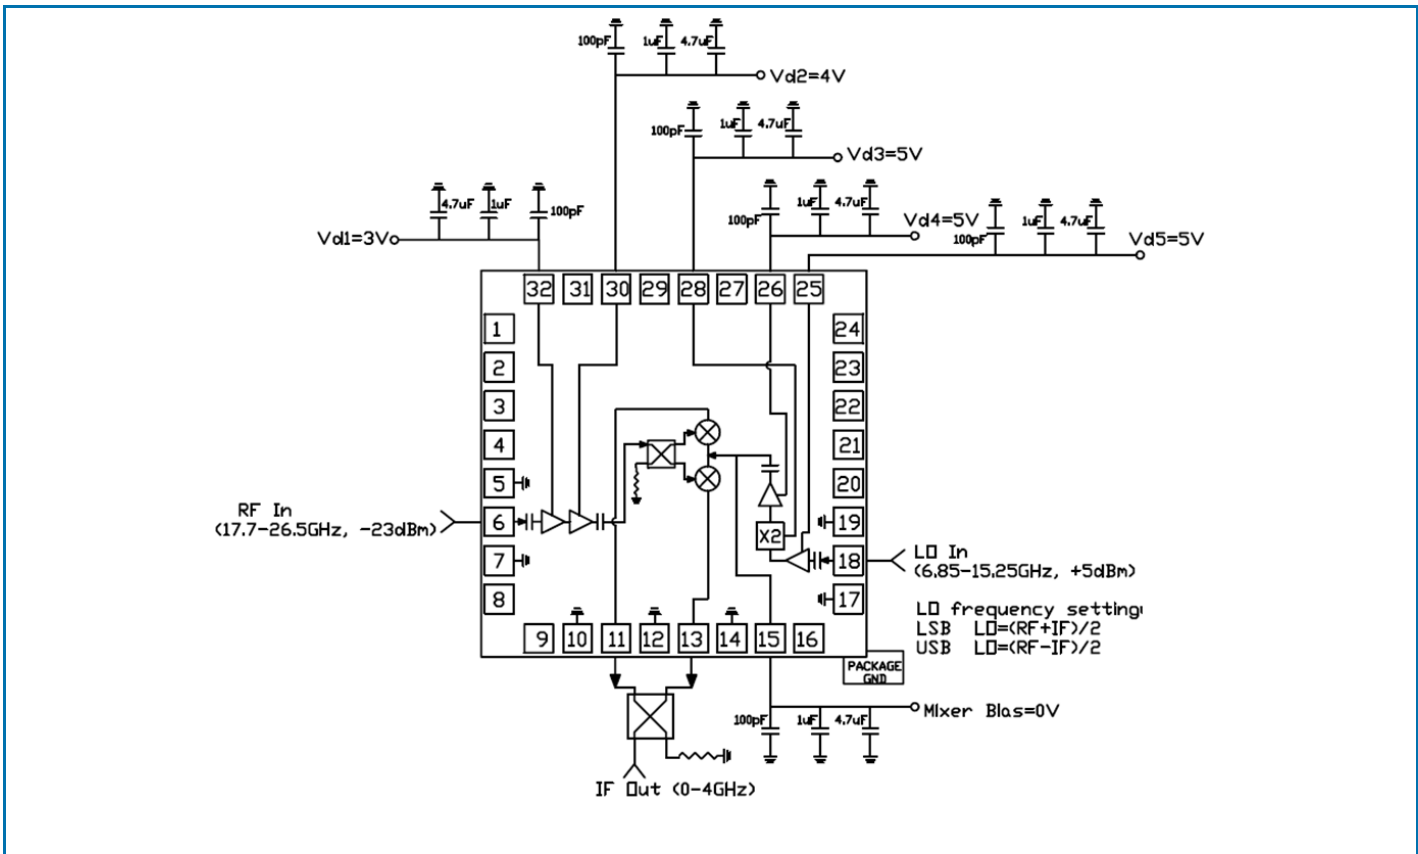 100pF 1uF 4.7uF
Vd2=4V
100pF 1uF 4.7uF
Vd3=5V
4.7uF 1uF 100pF
Vd1=3V
100pF 1uF 4.7uF
Vd4=5V
100pF 1uF 4.7uF
Vd5=5V
32 31 30 29 28 27 26 25
1
2
3
4
5
6
7
8
24
23
22
21
20
19
18
17
RF In
(17.7-26.5GHz, -23dBm)
X2
LO In
(6.85-15.25GHz, +5dBm)
LO frequency setting
LSB LO=(RF+IF)/2
USB LO=(RF-IF)/2
9 10 11 12 13 14 15 16
PACKAGE
GND
100pF 1uF 4.7uF
Mixer Bias=0V
IF Out (0-4GHz)